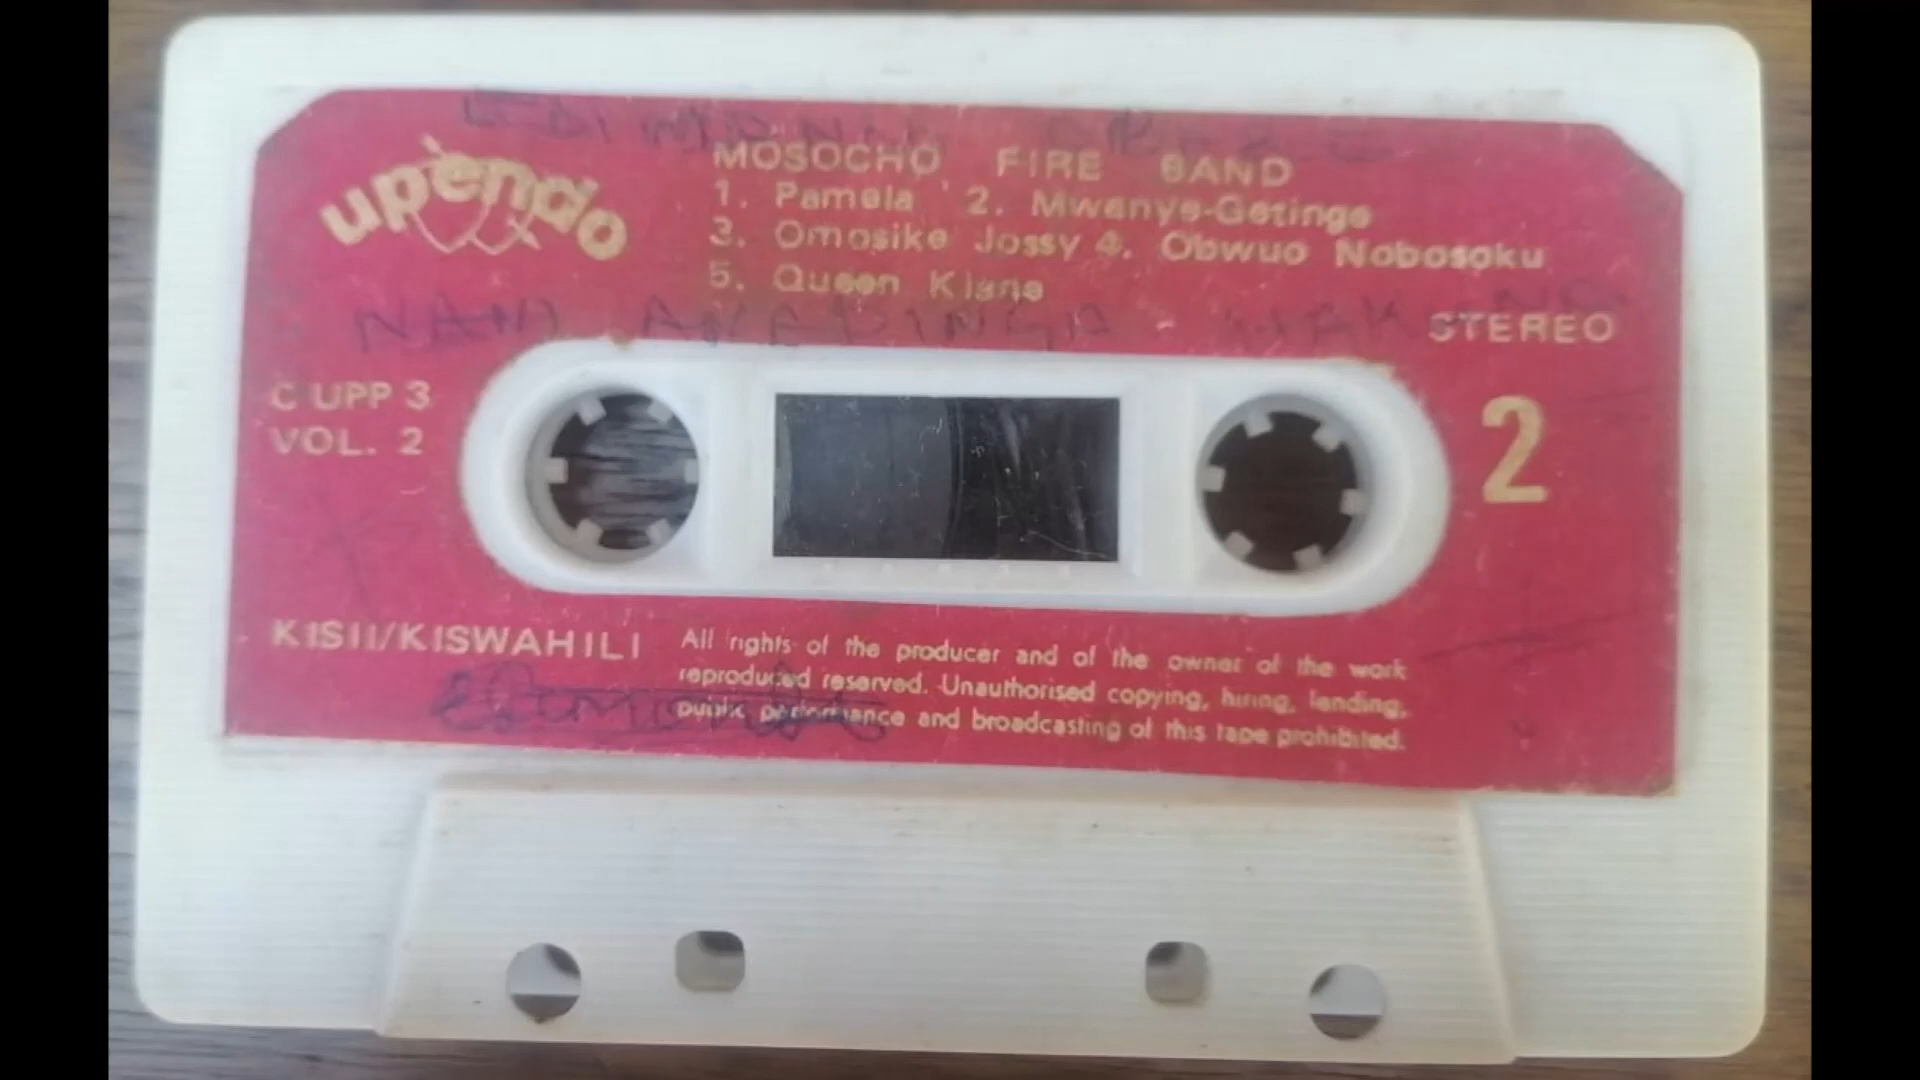 upendo
MOSOCHO FIRE BAND
1. Pamela 2. Mwanya-Getinge
3. Omosike Jossy 4. Obwuo Nobosoku
5. Queen Kiane
STEREO
C UPP 3
VOL. 2
2
KISII/KISWAHILI
All rights of the producer and of the owner of the work
reproduced reserved. Unauthorised copying, hiring, lending,
public performance and broadcasting of this tape prohibited.